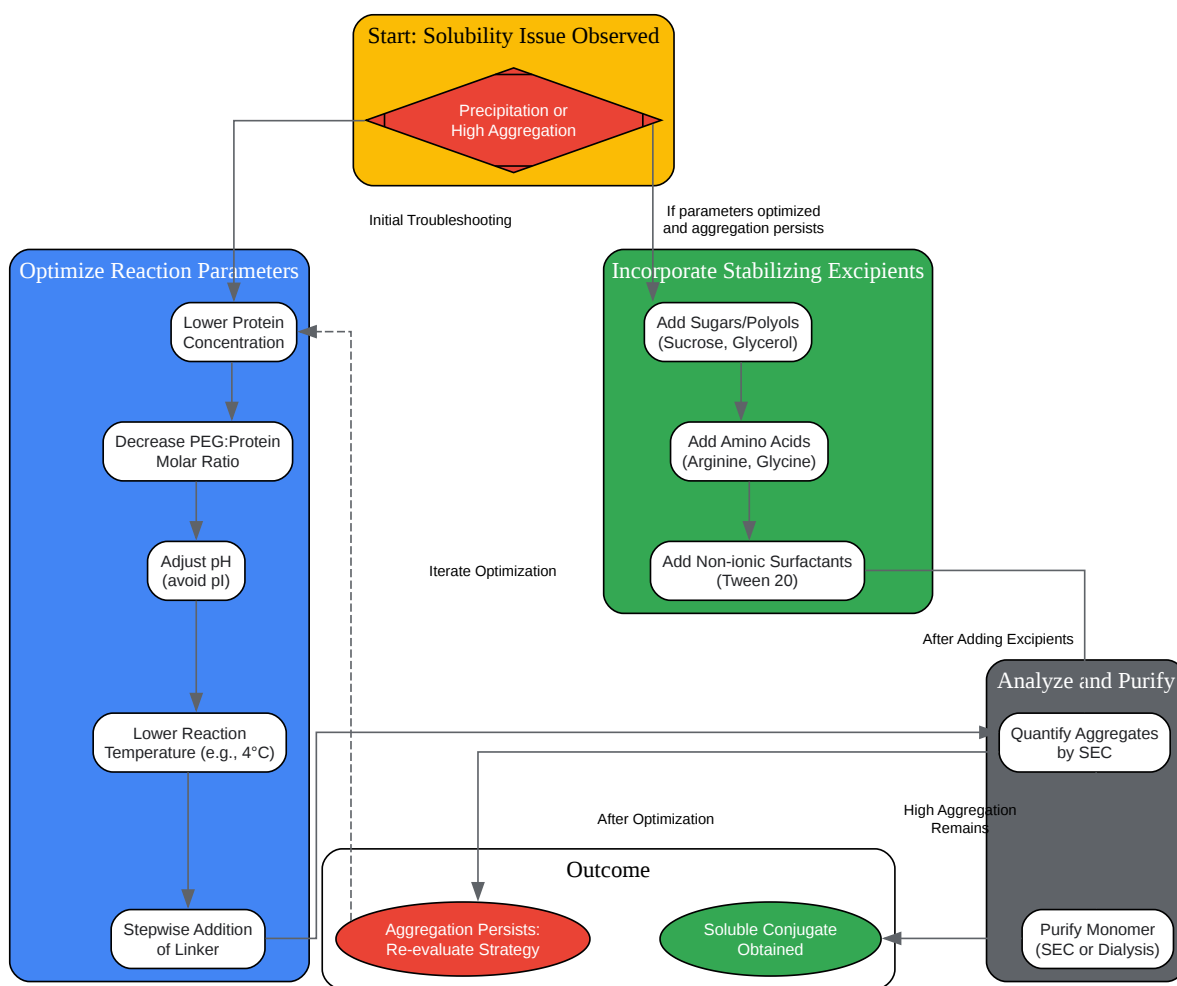 Start: Solubility Issue Observed
Precipitation or
High Aggregation
Initial Troubleshooting
If parameters optimized
and aggregation persists
Optimize Reaction Parameters
Lower Protein
Concentration
Decrease PEG:Protein
Molar Ratio
Adjust pH
(avoid pI)
Lower Reaction
Temperature (e.g., 4°C)
Stepwise Addition
of Linker
Incorporate Stabilizing Excipients
Add Sugars/Polyols
(Sucrose, Glycerol)
Add Amino Acids
(Arginine, Glycine)
Add Non-ionic Surfactants
(Tween 20)
Iterate Optimization
After Adding Excipients
Analyze and Purify
Quantify Aggregates
by SEC
Purify Monomer
(SEC or Dialysis)
After Optimization
High Aggregation
Remains
Outcome
Aggregation Persists:
Re-evaluate Strategy
Soluble Conjugate
Obtained